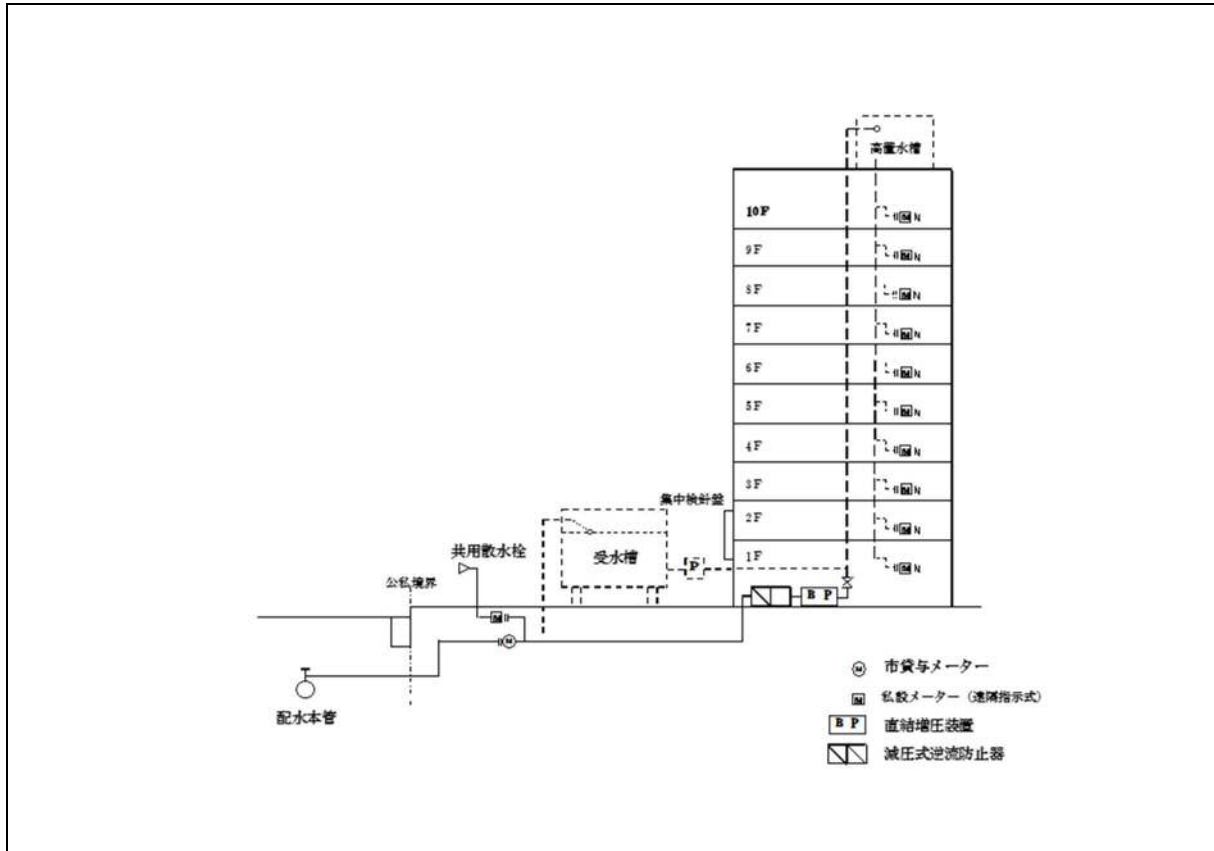 高置水槽
10F
9F
8F
7F
6F
5F
4F
3F
2F
1F
M N
M N
M N
M N
M N
M N
M N
M N
M N
M
集中検針盤
受水槽
P
共用散水栓
公私境界
M
M
B P
配水本管
M 市貸与メーター
M 私設メーター（遠隔指示式）
B P 直結増圧装置
減圧式逆流防止器